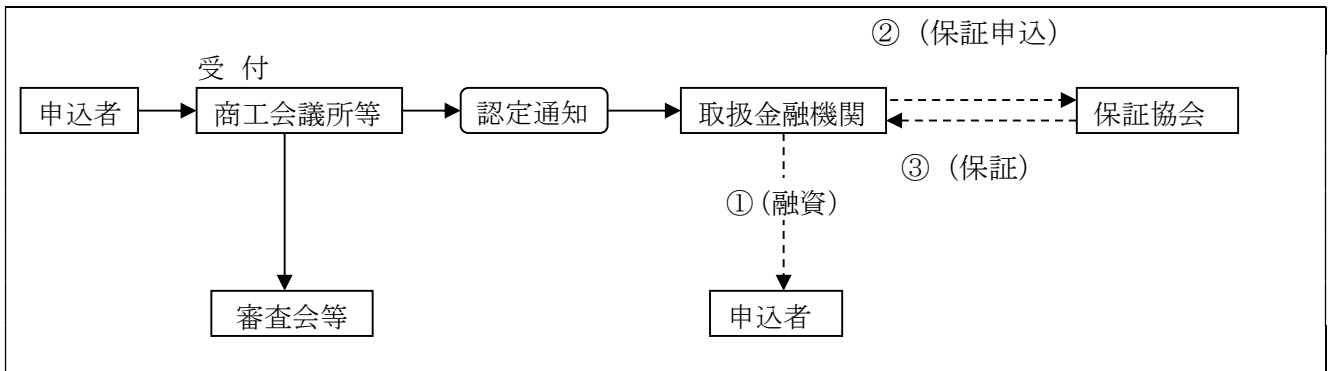 ② (保証申込)
受 付
申込者
商工会議所等
認定通知
取扱金融機関
保証協会
③ (保証)
① (融資)
審査会等
申込者